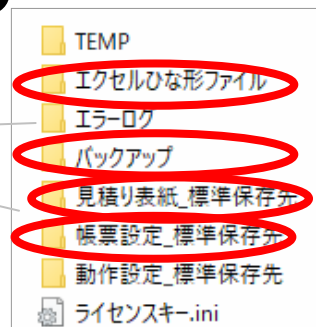 TEMP
エクセルひな形ファイル
エラーログ
バックアップ
見積り表紙_標準保存先
帳票設定_標準保存先
動作設定_標準保存先
ライセンスキー.ini